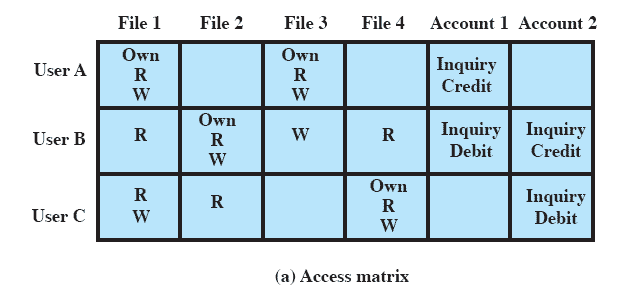 File 1 File 2 File 3 File 4 Account 1 Account 2
User A
Own
R
W
Own
R
W
Inquiry
Credit
User B
R
Own
R
W
W
R
Inquiry
Debit
Inquiry
Credit
User C
R
W
R
Own
R
W
Inquiry
Debit
(a) Access matrix